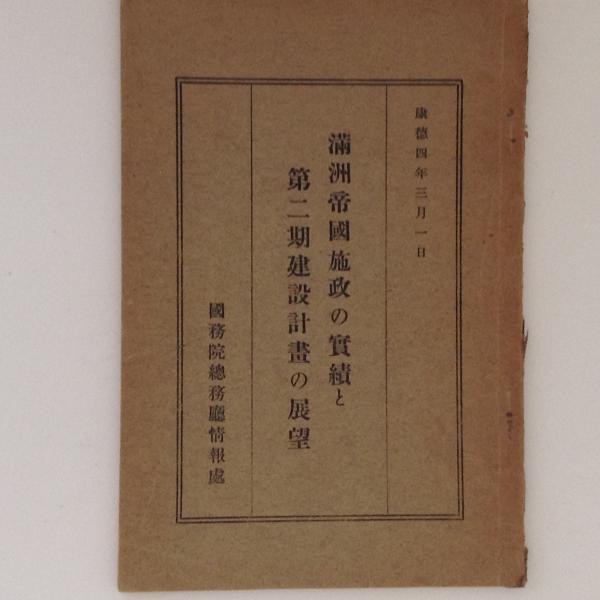 康德四年三月一日
滿洲帝國施政の實績と
第二期建設計畫の展望
國務院總務廳情報處